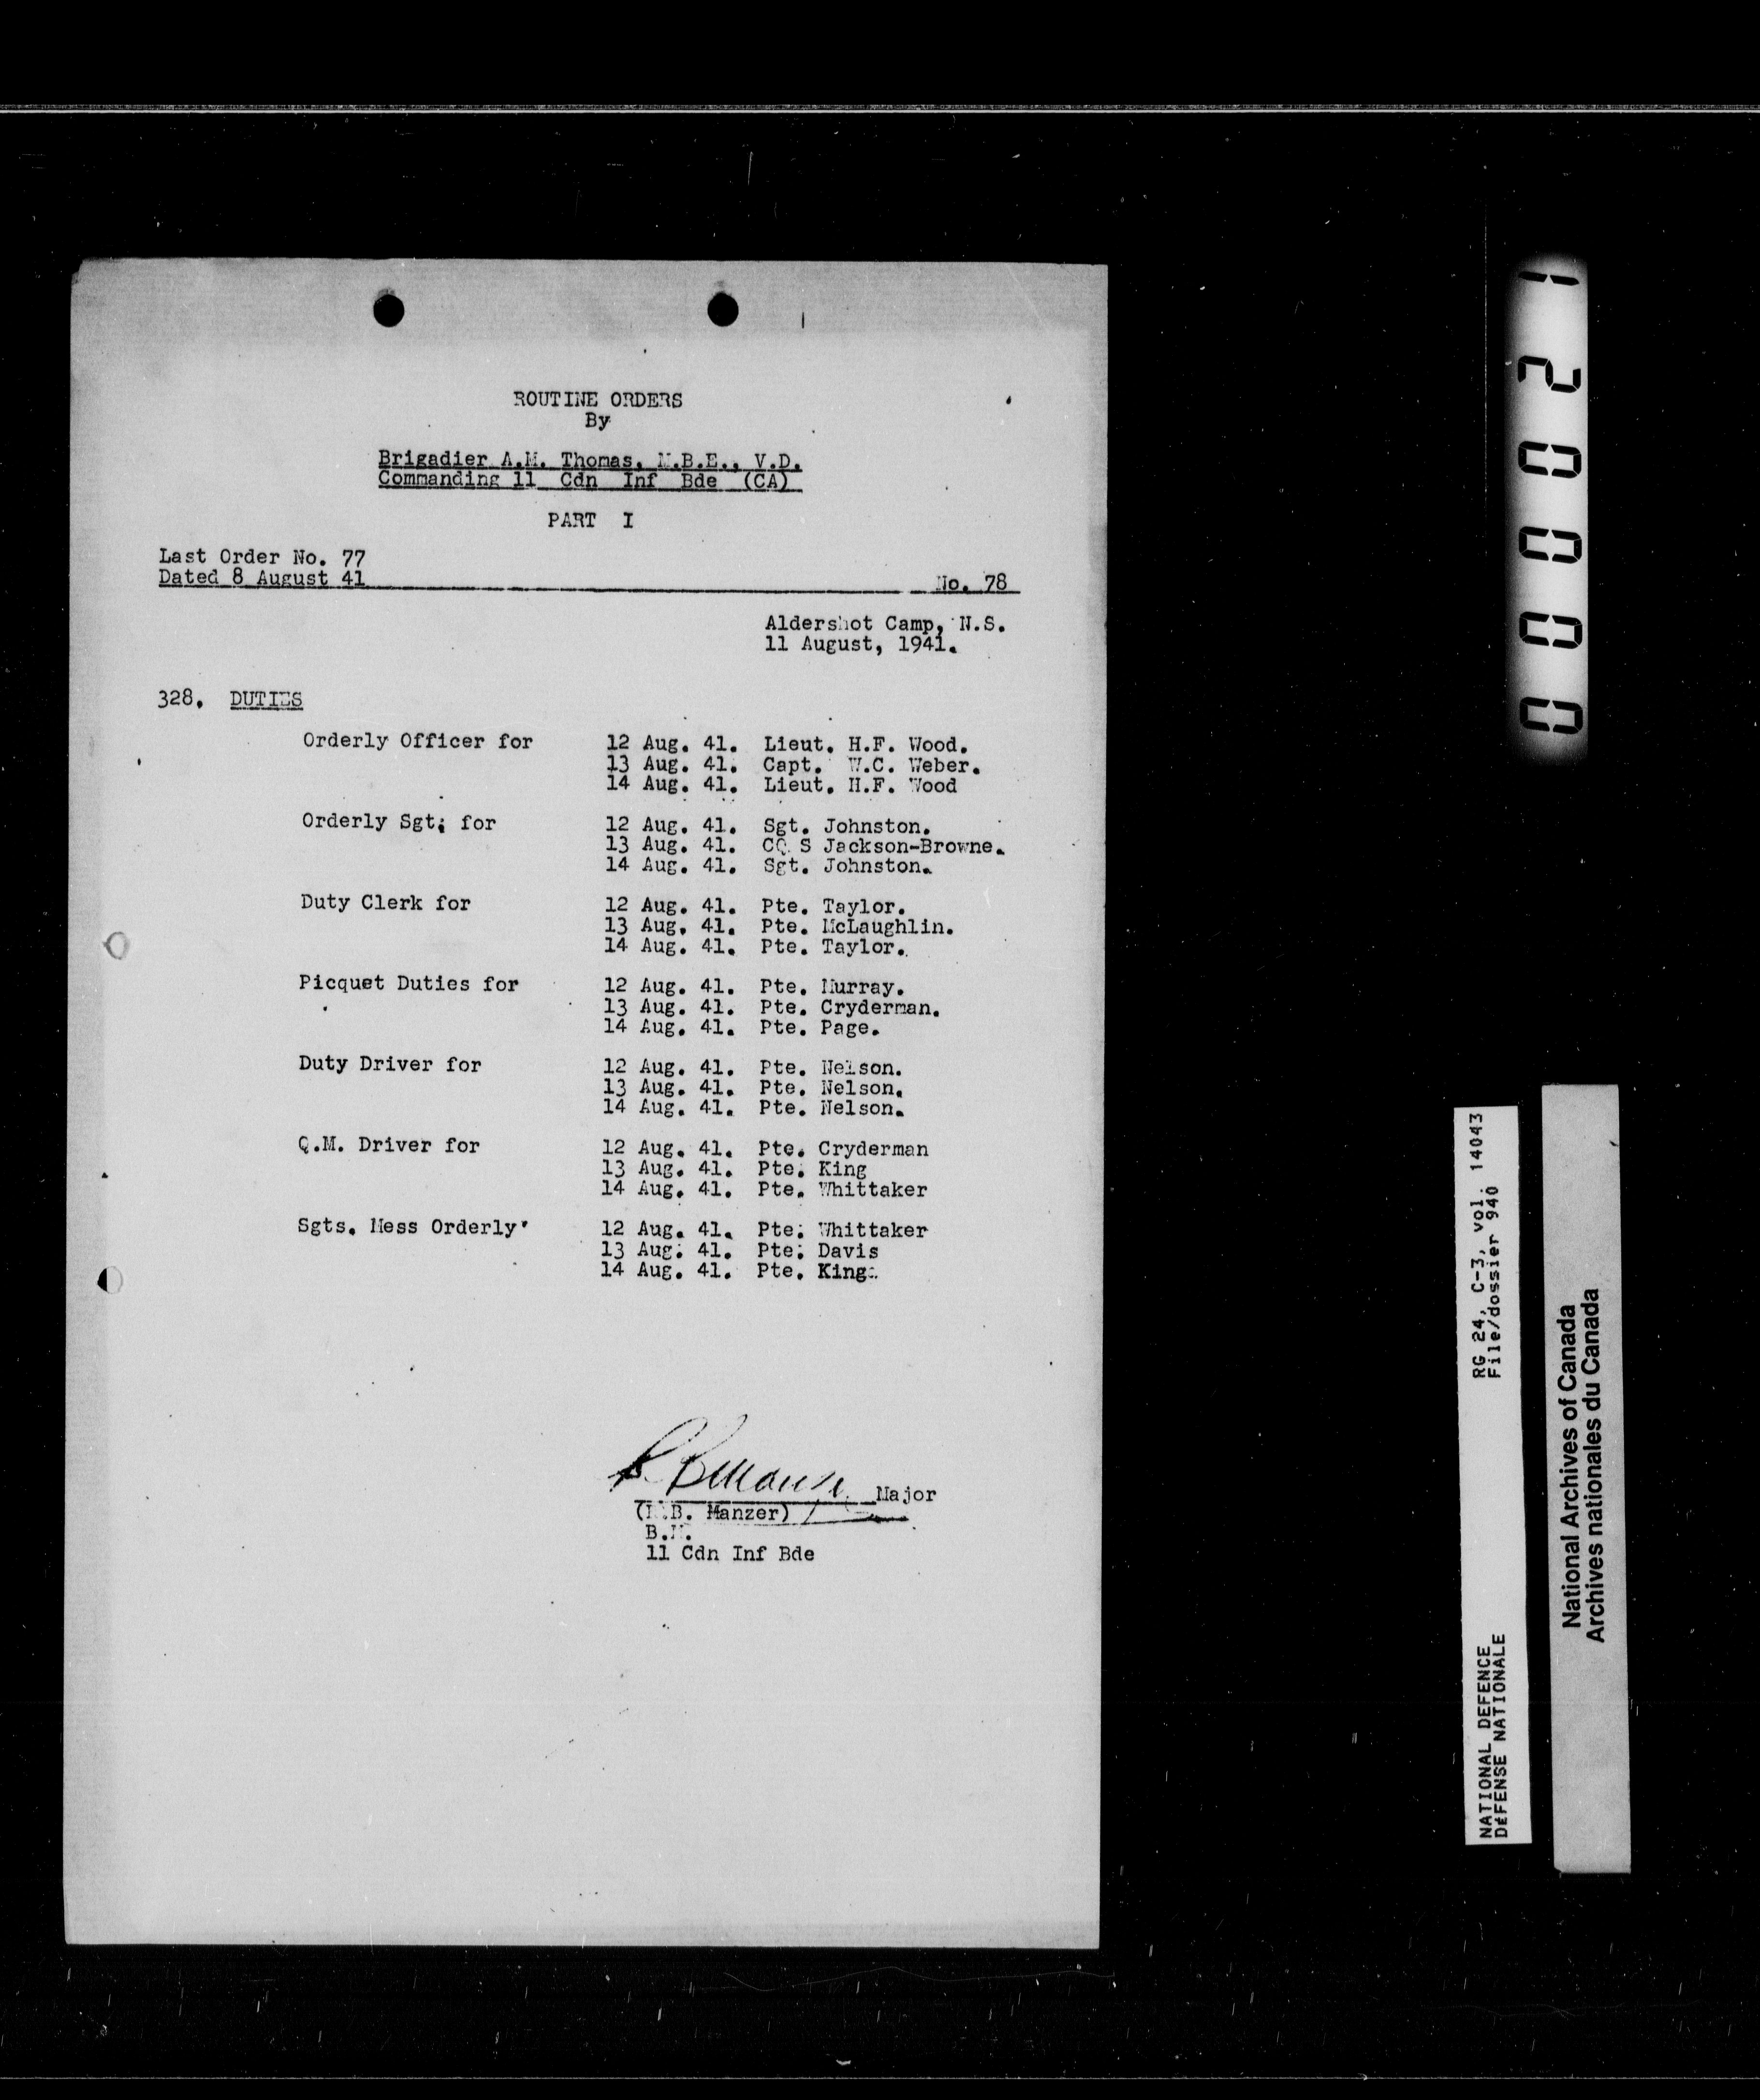 ROUTINE ORDERS
By
Brigadier A.M. Thomas, M.B.E., V.D.
Commanding 11 Cdn Inf Bde (CA)
PART I
Last Order No. 77
Dated 8 August 41 No. 78
Aldershot Camp, N.S.
11 August, 1941.
328. DUTIES
Orderly Officer for 12 Aug. 41. Lieut. H.F. Wood.
13 Aug. 41. Capt. W.C. Weber.
14 Aug. 41. Lieut. H.F. Wood
Orderly Sgt. for 12 Aug. 41. Sgt. Johnston.
13 Aug. 41. CQ S Jackson-Browne.
14 Aug. 41. Sgt. Johnston.
Duty Clerk for 12 Aug. 41. Pte. Taylor.
13 Aug. 41. Pte. McLaughlin.
14 Aug. 41. Pte. Taylor.
Picquet Duties for 12 Aug. 41. Pte. Murray.
13 Aug. 41. Pte. Cryderman.
14 Aug. 41. Pte. Page.
Duty Driver for 12 Aug. 41. Pte. Nelson.
13 Aug. 41. Pte. Nelson.
14 Aug. 41. Pte. Nelson.
Q.M. Driver for 12 Aug. 41. Pte. Cryderman
13 Aug. 41. Pte. King
14 Aug. 41. Pte. Whittaker
Sgts. Mess Orderly 12 Aug. 41. Pte. Whittaker
13 Aug. 41. Pte. Davis
14 Aug. 41. Pte. King.
Major
B. Manzer)
B.M.
11 Cdn Inf Bde
000021
RG 24, C-3, vol. 14043
File/dossier 940
NATIONAL DEFENCE
DÉFENSE NATIONALE
National Archives of Canada
Archives nationales du Canada